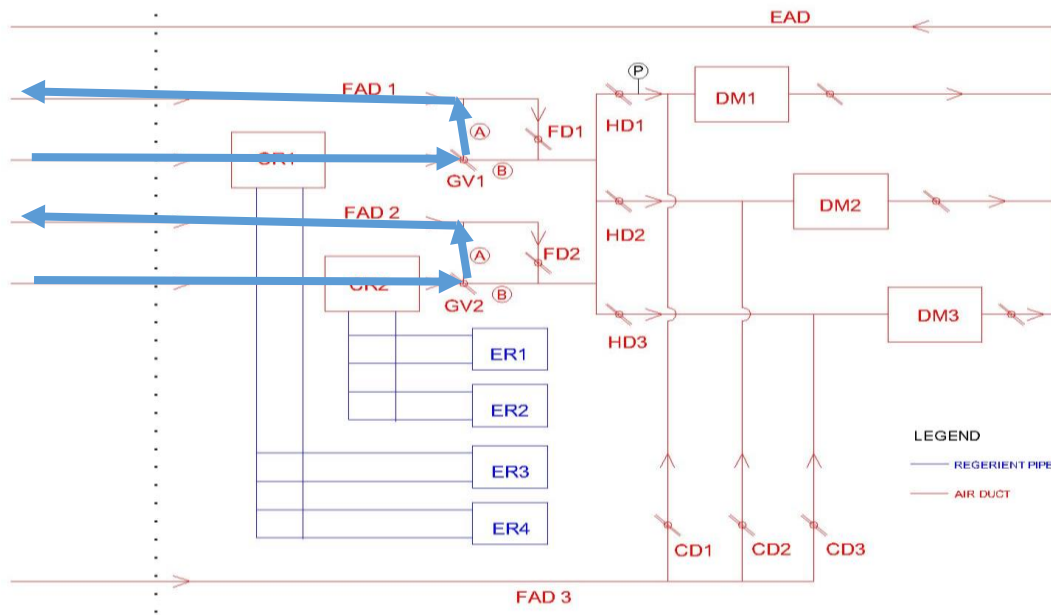 EAD
P
FAD 1
DM1
A
FD1
HD1
GV1
B
FAD 2
DM2
A
FD2
HD2
GV2
B
DM3
HD3
ER1
ER2
LEGEND
ER3
REGERIENT PIPE
AIR DUCT
ER4
CD1
CD2
CD3
FAD 3